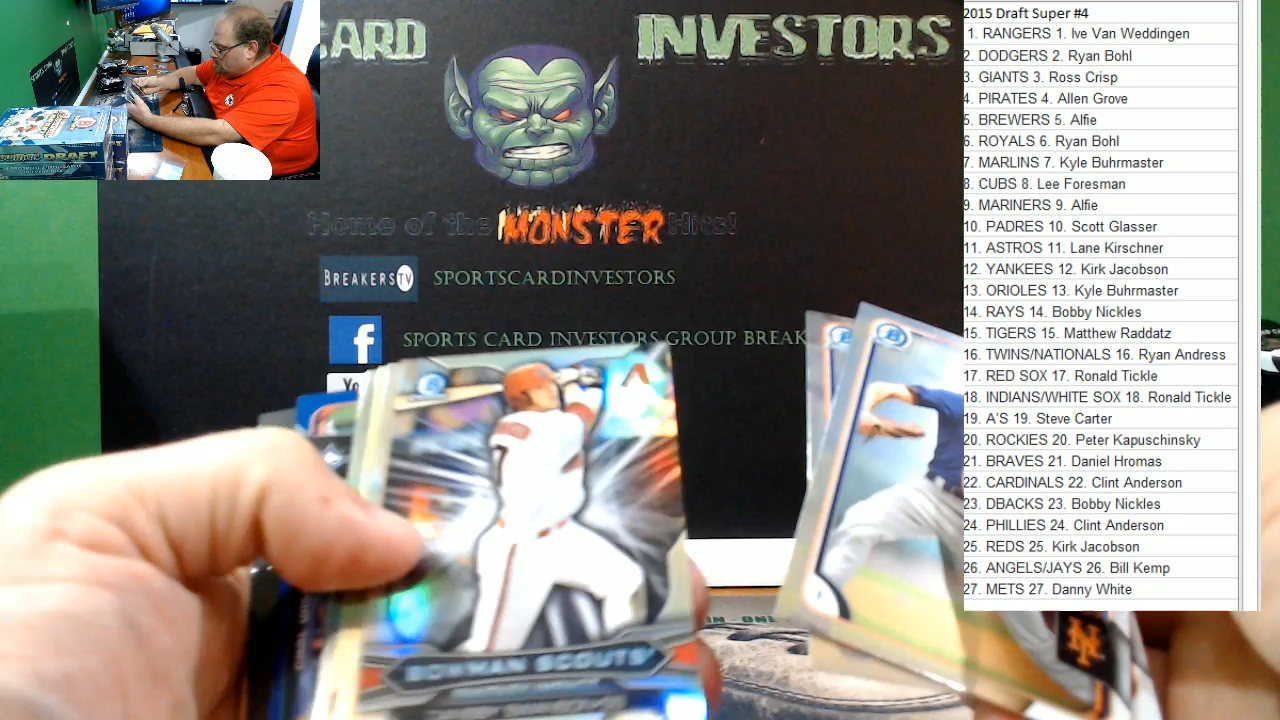 CARD INVESTORS
Home of the MONSTER Hits!
BREAKERS TV SPORTSCARDINVESTORS
f SPORTS CARD INVESTORS GROUP BREAK
DRAFT
BOWMAN SCOUTS'
2015 Draft Super #4
1. RANGERS 1. Ive Van Weddingen
2. DODGERS 2. Ryan Bohl
3. GIANTS 3. Ross Crisp
4. PIRATES 4. Allen Grove
5. BREWERS 5. Alfie
6. ROYALS 6. Ryan Bohl
7. MARLINS 7. Kyle Buhrmaster
8. CUBS 8. Lee Foresman
9. MARINERS 9. Alfie
10. PADRES 10. Scott Glasser
11. ASTROS 11. Lane Kirschner
12. YANKEES 12. Kirk Jacobson
13. ORIOLES 13. Kyle Buhrmaster
14. RAYS 14. Bobby Nickles
15. TIGERS 15. Matthew Raddatz
16. TWINS/NATIONALS 16. Ryan Andress
17. RED SOX 17. Ronald Tickle
18. INDIANS/WHITE SOX 18. Ronald Tickle
19. A'S 19. Steve Carter
20. ROCKIES 20. Peter Kapuschinsky
21. BRAVES 21. Daniel Hromas
22. CARDINALS 22. Clint Anderson
23. DBACKS 23. Bobby Nickles
24. PHILLIES 24. Clint Anderson
25. REDS 25. Kirk Jacobson
26. ANGELS/JAYS 26. Bill Kemp
27. METS 27. Danny White